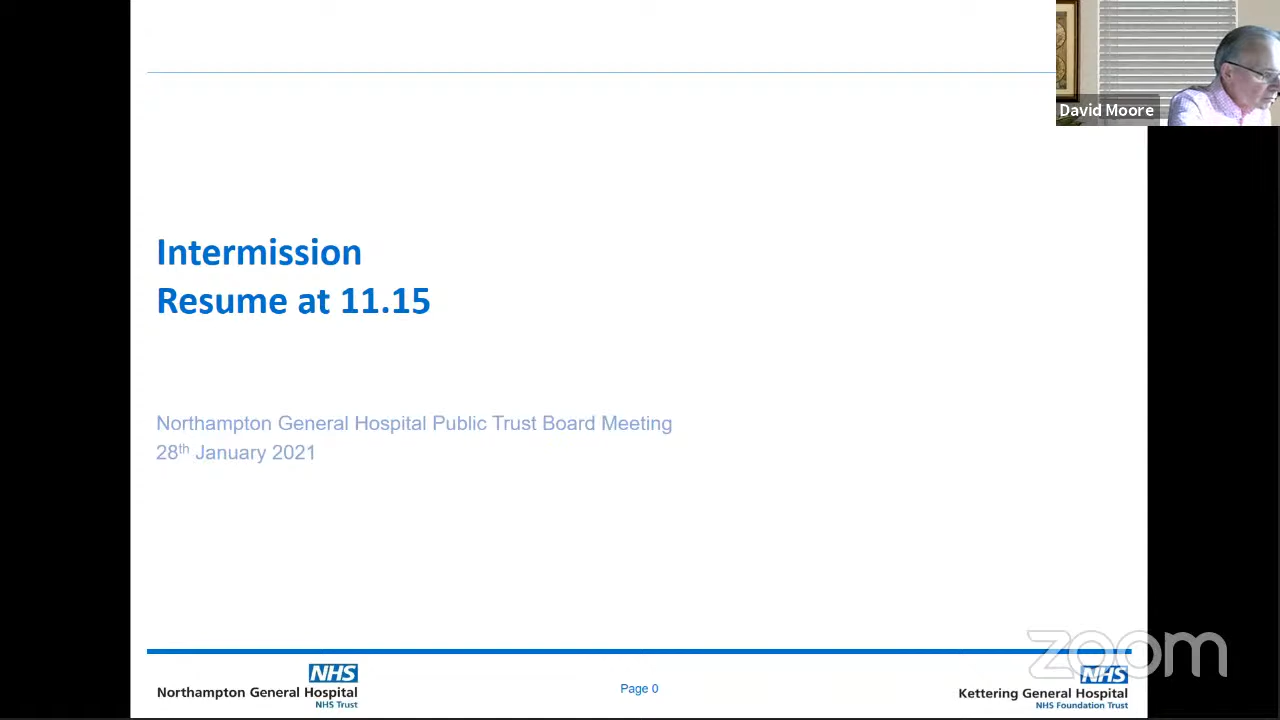 David Moore
Intermission
Resume at 11.15
Northampton General Hospital Public Trust Board Meeting
28th January 2021
zoom
NHS
Northampton General Hospital
NHS Trust
Page 0
NHS
Kettering General Hospital
NHS Foundation Trust